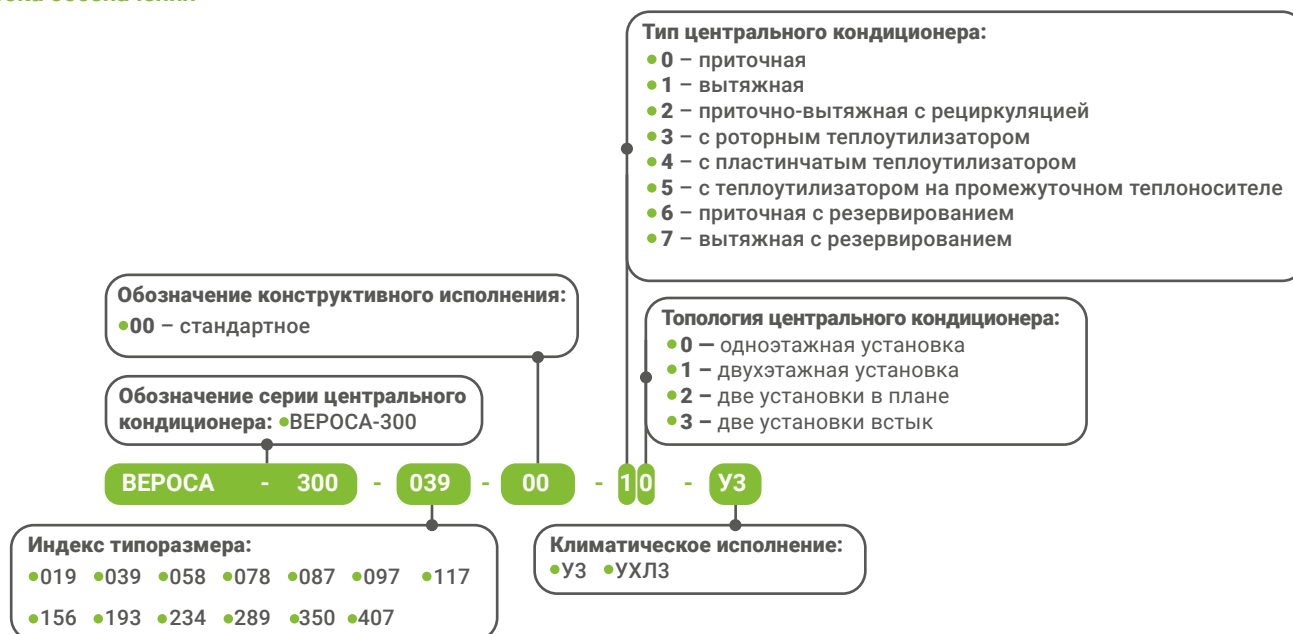 Тип центрального кондиционера:
•0 – приточная
•1 – вытяжная
•2 – приточно-вытяжная с рециркуляцией
•3 – с роторным теплоутилизатором
•4 – с пластинчатым теплоутилизатором
•5 – с теплоутилизатором на промежуточном теплоносителе
•6 – приточная с резервированием
•7 – вытяжная с резервированием
Обозначение конструктивного исполнения:
•00 – стандартное
Топология центрального кондиционера:
•0 – одноэтажная установка
•1 – двухэтажная установка
•2 – две установки в плане
•3 – две установки встык
Обозначение серии центрального
кондиционера: •ВЕРОСА-300
ВЕРОСА - 300 - 039 - 00 - 10 - У3
Индекс типоразмера:
•019 •039 •058 •078 •087 •097 •117
•156 •193 •234 •289 •350 •407
Климатическое исполнение:
•У3 •УХЛ3